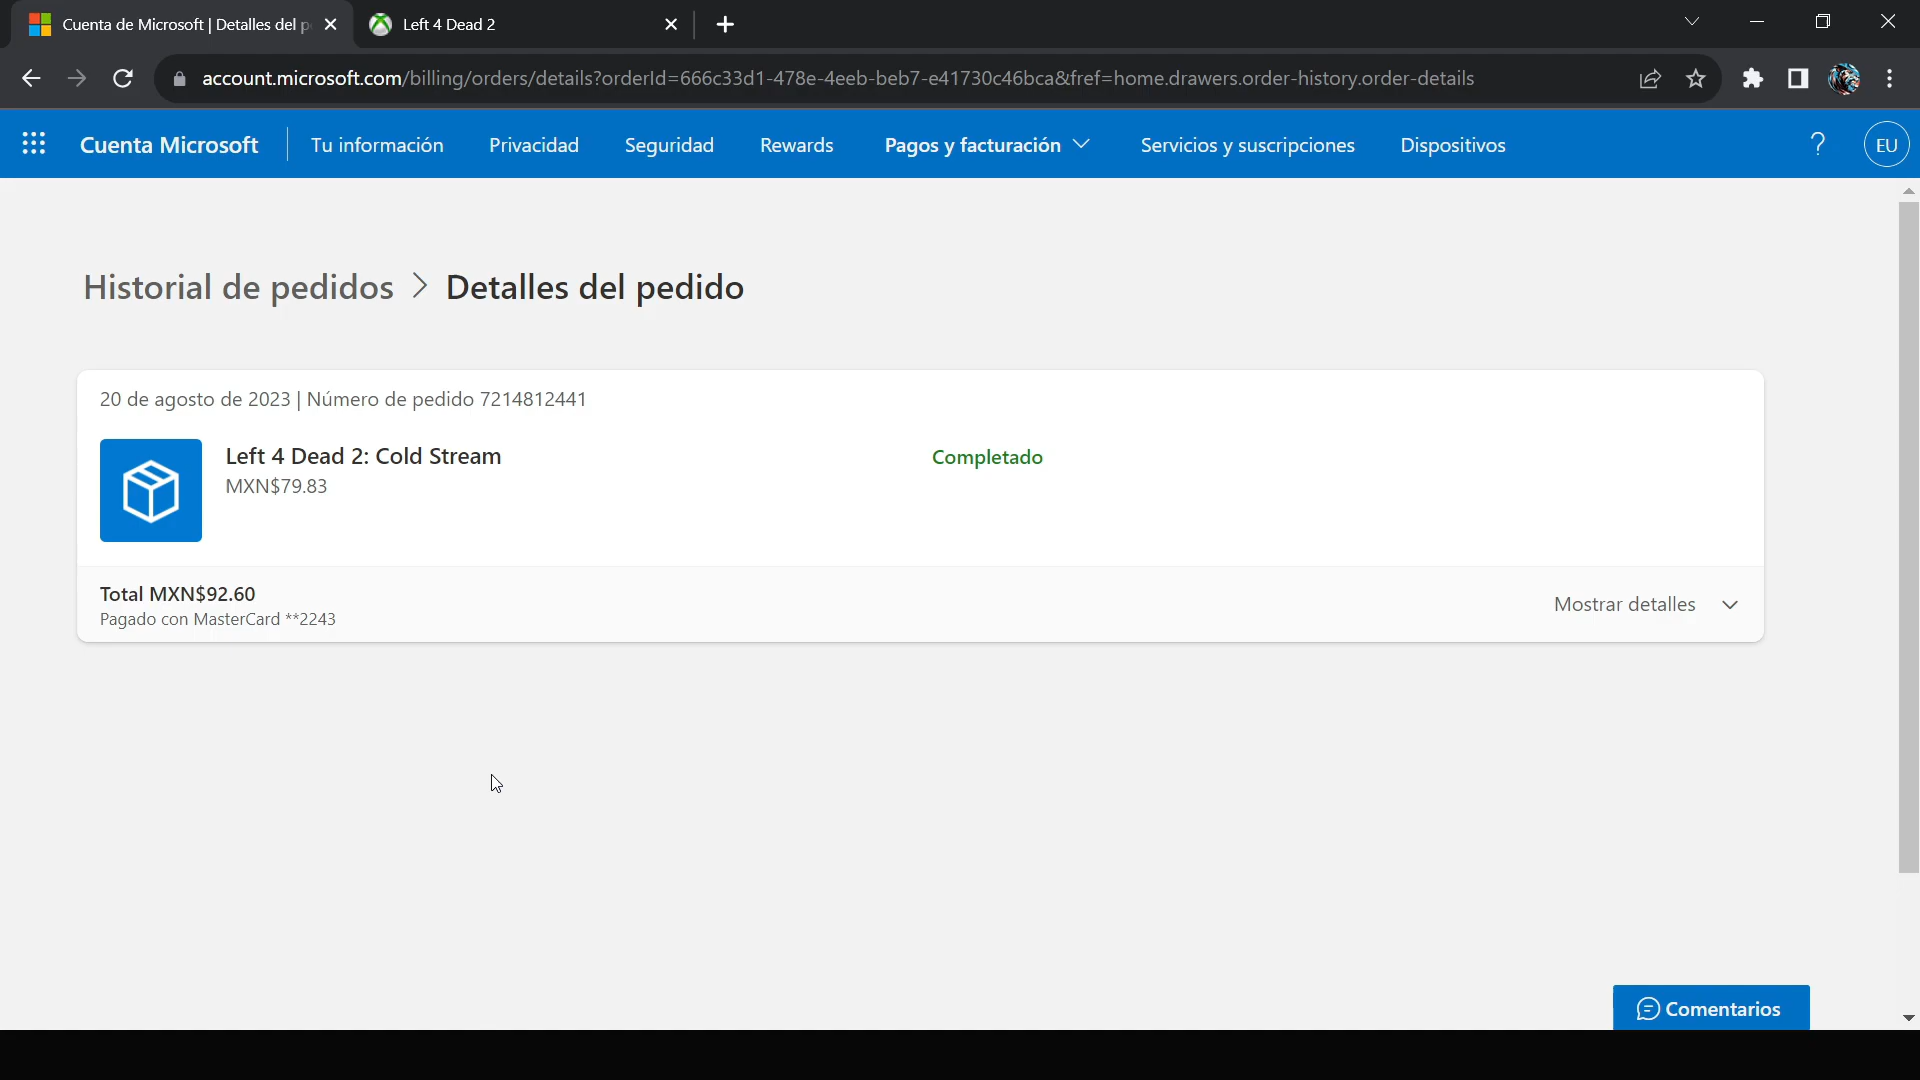 Cuenta de Microsoft | Detalles del p
Left 4 Dead 2
account.microsoft.com/billing/orders/details?orderId=666c33d1-478e-4eeb-beb7-e41730c46bca&fref=home.drawers.order-history.order-details
Cuenta Microsoft
Tu información
Privacidad
Seguridad
Rewards
Pagos y facturación
Servicios y suscripciones
Dispositivos
?
EU
Historial de pedidos > Detalles del pedido
20 de agosto de 2023 | Número de pedido 7214812441
Left 4 Dead 2: Cold Stream
Completado
MXN$79.83
Total MXN$92.60
Pagado con MasterCard **2243
Mostrar detalles
Comentarios